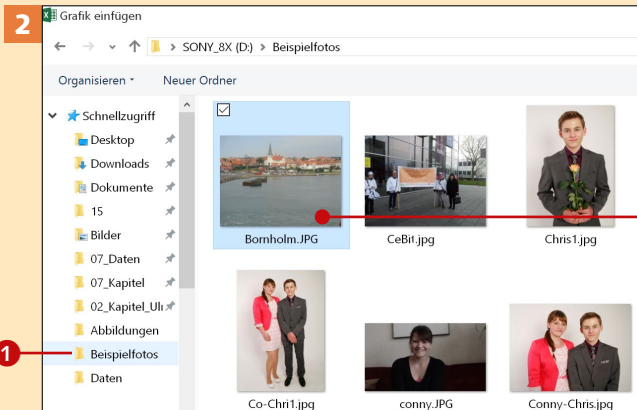 2
Grafik einfügen
SONY_8X (D:) > Beispielfotos
Organisieren
Neuer Ordner
Schnellzugriff
Desktop
Downloads
Dokumente
15
Bilder
07_Daten
07_Kapitel
02_Kapitel_Ulr
Abbildungen
1
Beispielfotos
Daten
Bornholm.JPG
CeBit.jpg
Chris1.jpg
Co-Chri1.jpg
conny.JPG
Conny-Chris.jpg